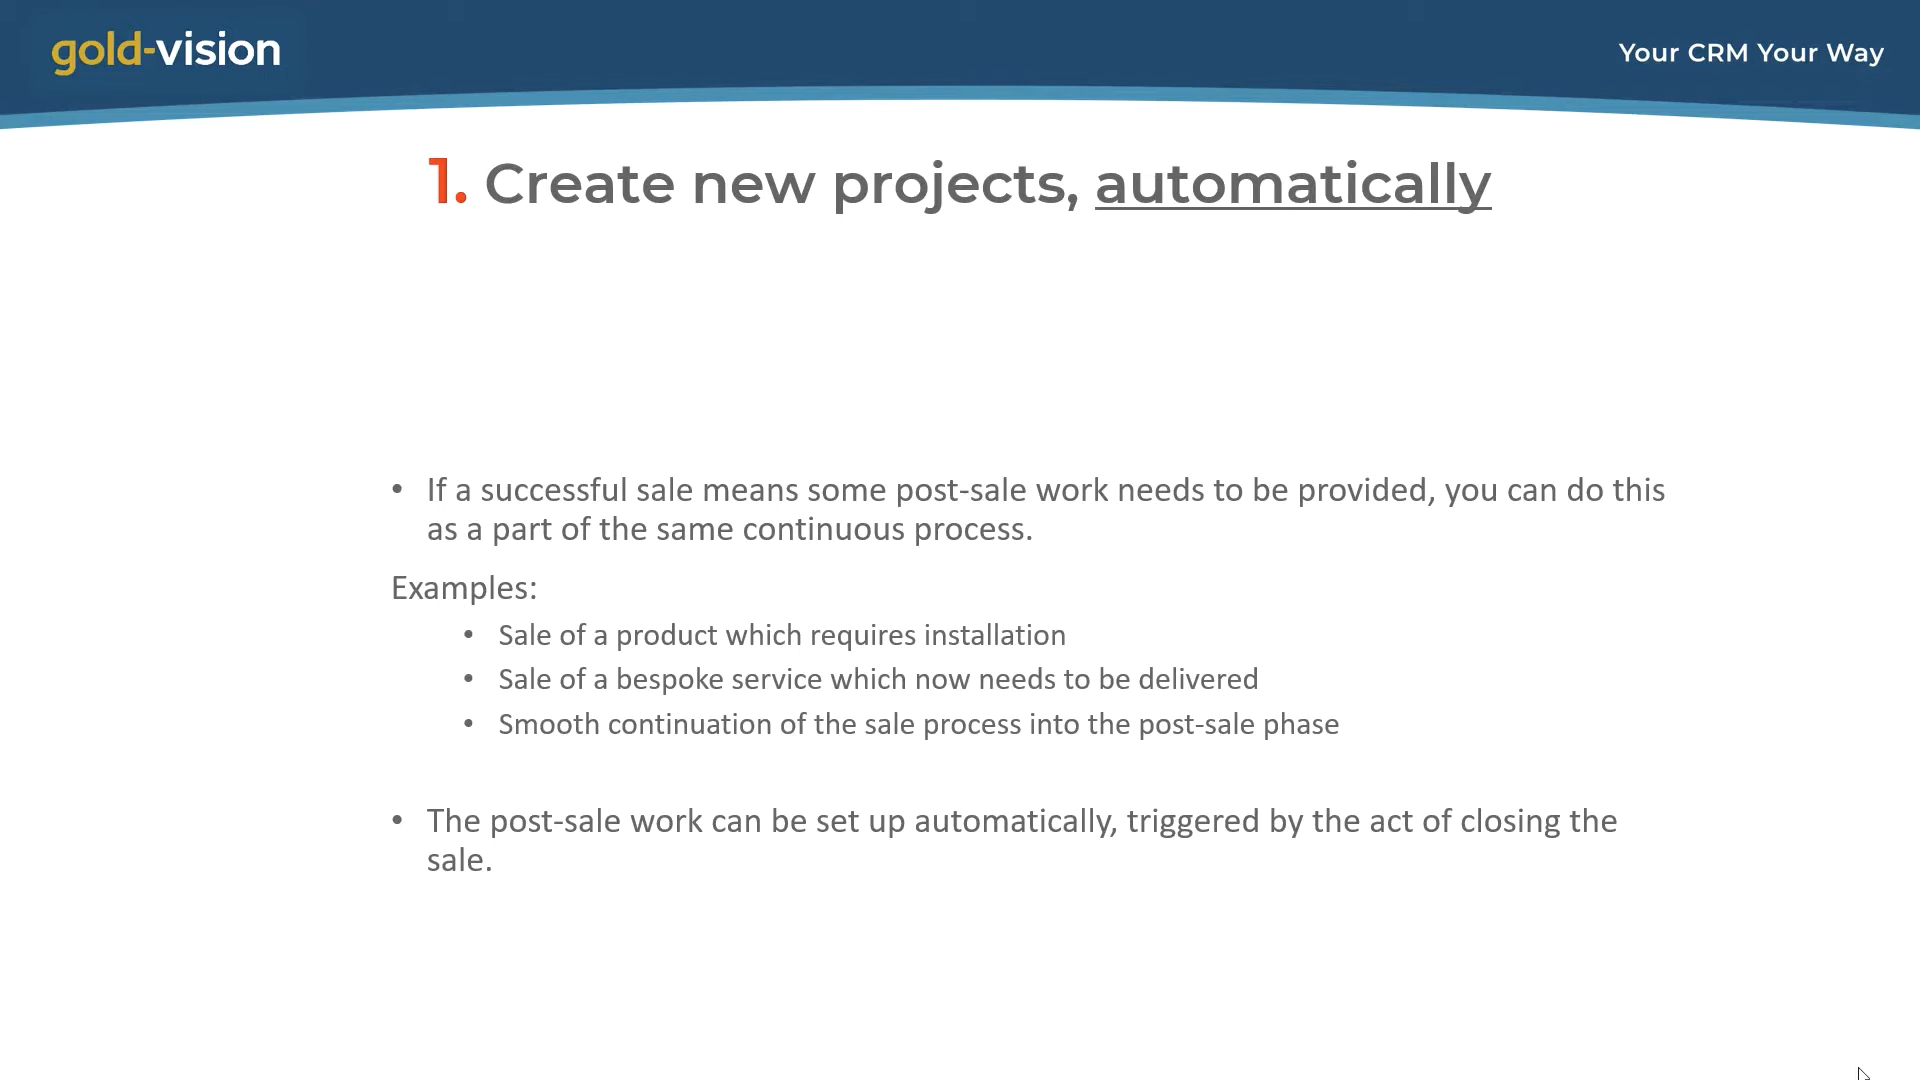 gold-vision
Your CRM Your Way
1. Create new projects, automatically
• If a successful sale means some post-sale work needs to be provided, you can do this
as a part of the same continuous process.
Examples:
• Sale of a product which requires installation
• Sale of a bespoke service which now needs to be delivered
• Smooth continuation of the sale process into the post-sale phase
• The post-sale work can be set up automatically, triggered by the act of closing the
sale.